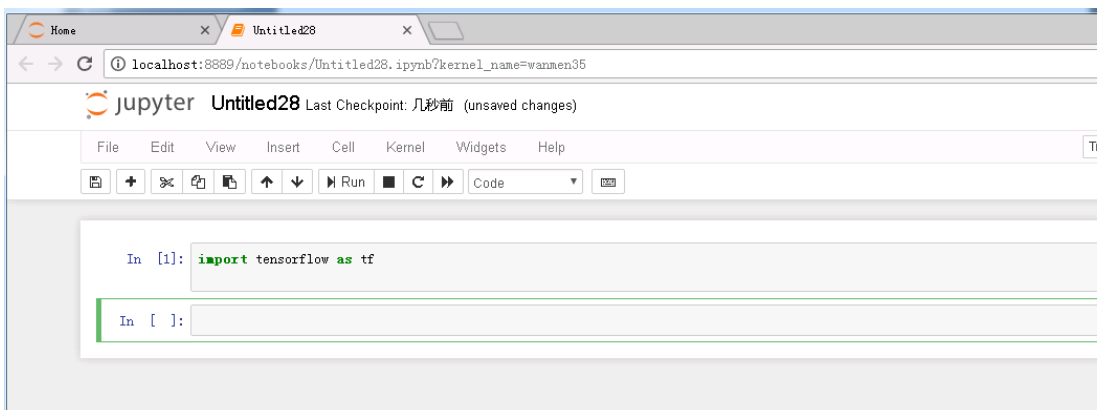 Home Untitled28
localhost:8889/notebooks/Untitled28.ipynb?kernel_name=wanmen35
jupyter Untitled28 Last Checkpoint: 几秒前 (unsaved changes)
File Edit View Insert Cell Kernel Widgets Help
Run Code
In [1]: import tensorflow as tf
In [ ]: